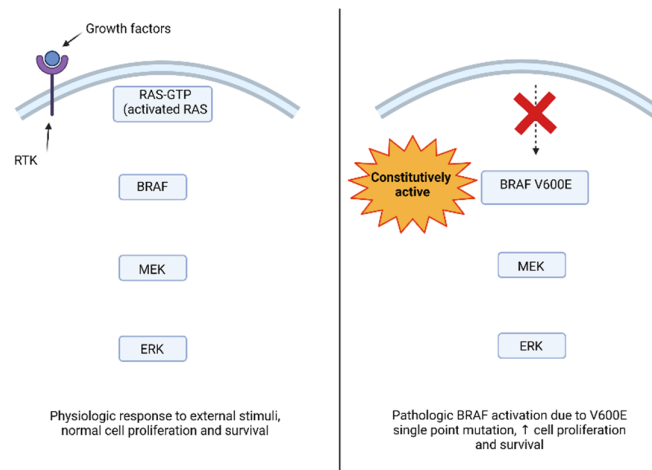 Growth factors
RAS-GTP
(activated RAS
RTK
BRAF
MEK
ERK
Physiologic response to external stimuli,
normal cell proliferation and survival
Constitutively
active
BRAF V600E
MEK
ERK
Pathologic BRAF activation due to V600E
single point mutation, ↑ cell proliferation
and survival